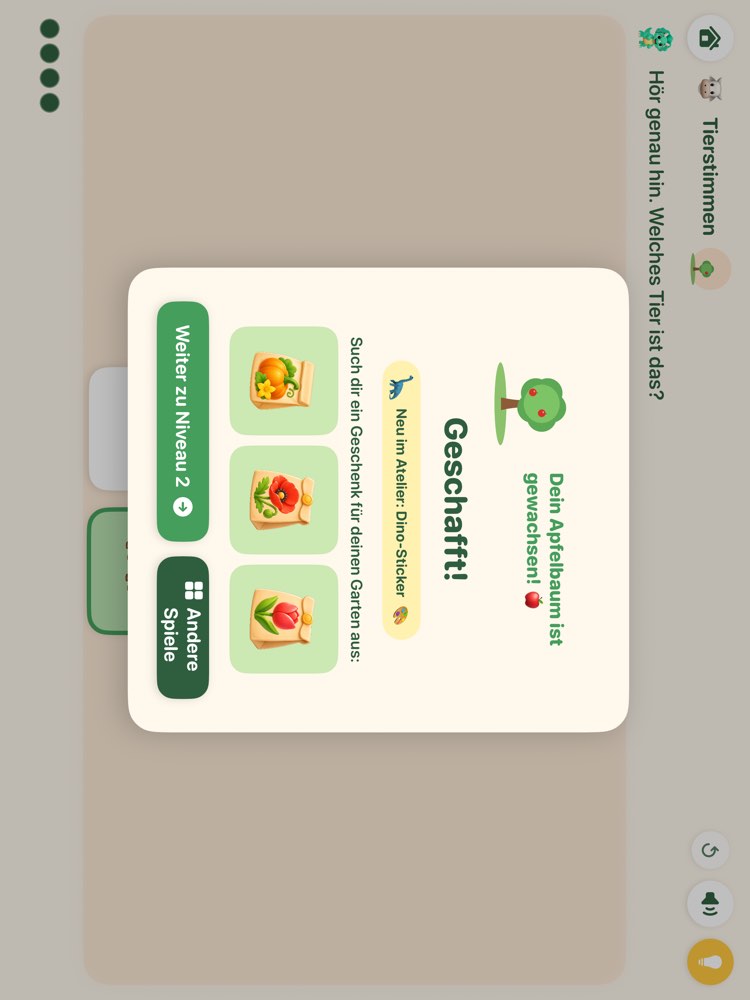 Tierstimmen
Hör genau hin. Welches Tier ist das?
Dein Apfelbaum ist
gewachsen!
Geschafft!
Neu im Atelier: Dino-Sticker
Such dir ein Geschenk für deinen Garten aus:
Weiter zu Niveau 2
Andere
Spiele